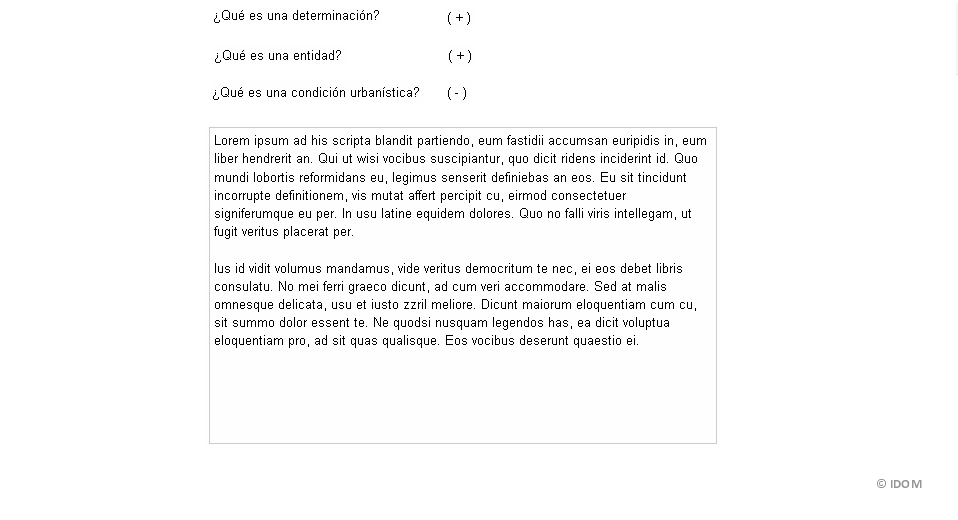 ¿Qué es una determinación? ( + )
¿Qué es una entidad? ( + )
¿Qué es una condición urbanística? ( - )
Lorem ipsum ad his scripta blandit partiendo, eum fastidii accumsan euripidis in, eum
liber hendrerit an. Qui ut wisi vocibus suscipiantur, quo dicit ridens inciderint id. Quo
mundi lobortis reformidans eu, legimus senserit definiebas an eos. Eu sit tincidunt
incorrupte definitionem, vis mutat affert percipit cu, eirmod consectetuer
signiferumque eu per. In usu latine equidem dolores. Quo no falli viris intellegam, ut
fugit veritus placerat per.
Ius id vidit volumus mandamus, vide veritus democritum te nec, ei eos debet libris
consulatu. No mei ferri graeco dicunt, ad cum veri accommodare. Sed at malis
omnesque delicata, usu et iusto zzril meliore. Dicunt maiorum eloquentiam cum cu,
sit summo dolor essent te. Ne quodsi nusquam legendos has, ea dicit voluptua
eloquentiam pro, ad sit quas qualisque. Eos vocibus deserunt quaestio ei.
© IDOM